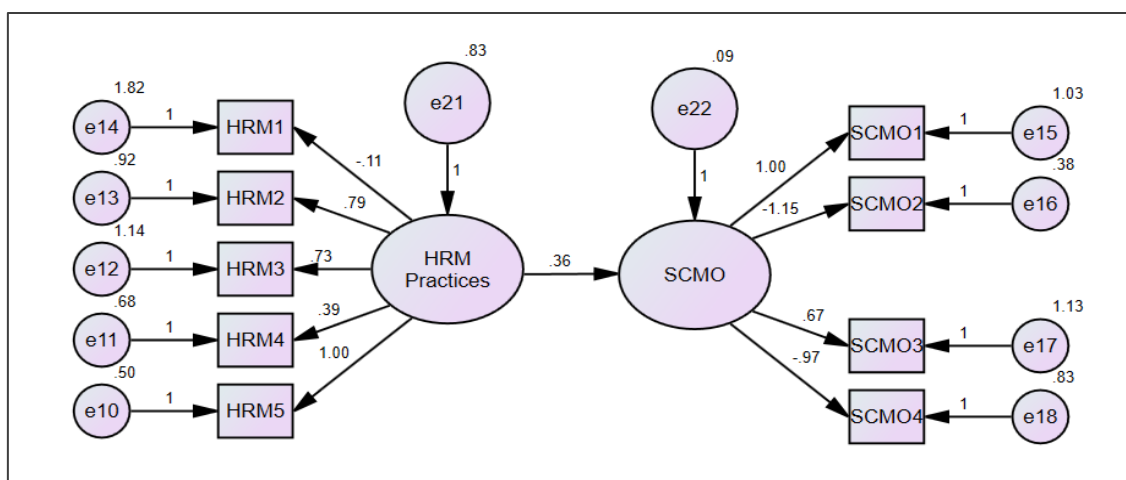 .83
.09
1.82
e21
e22
1.03
e14
1
HRM1
SCMO1
1
e15
.92
-.11
1
1.00
1
.38
e13
1
HRM2
.79
-1.15
SCMO2
1
e16
1.14
e12
1
HRM3
.73
HRM
Practices
.36
SCMO
.68
.39
.67
1.13
e11
1
HRM4
SCMO3
1
e17
.50
1.00
-.97
.83
e10
1
HRM5
SCMO4
1
e18